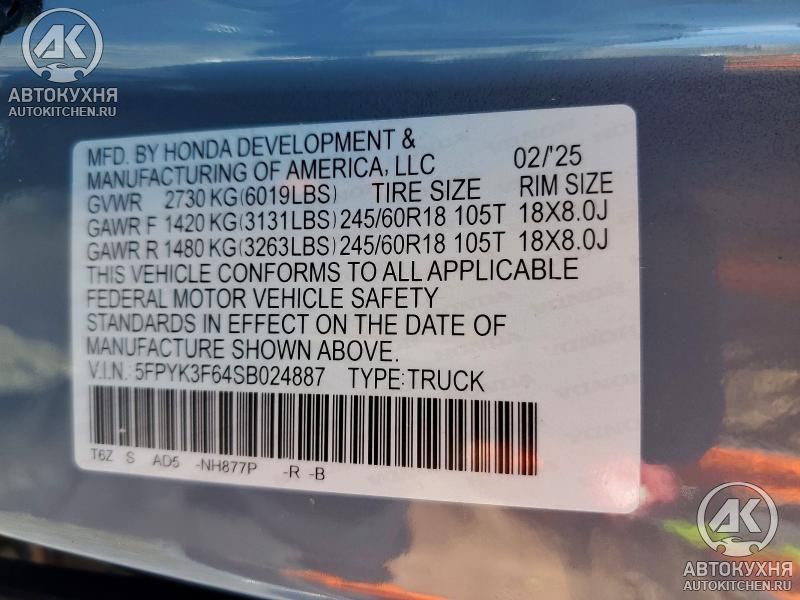 АК
АВТОКУХНЯ
AUTOKITCHEN.RU
MFD. BY HONDA DEVELOPMENT &
MANUFACTURING OF AMERICA, LLC 02/'25
GVWR 2730 KG(6019LBS) TIRE SIZE RIM SIZE
GAWR F 1420 KG(3131LBS) 245/60R18 105T 18X8.0J
GAWR R 1480 KG(3263LBS) 245/60R18 105T 18X8.0J
THIS VEHICLE CONFORMS TO ALL APPLICABLE
FEDERAL MOTOR VEHICLE SAFETY
STANDARDS IN EFFECT ON THE DATE OF
MANUFACTURE SHOWN ABOVE.
V.I.N.:5FPYK3F64SB024887 TYPE:TRUCK
T6Z S AD5 -NH877P -R -B
АК
АВТОКУХНЯ
AUTOKITCHEN.RU